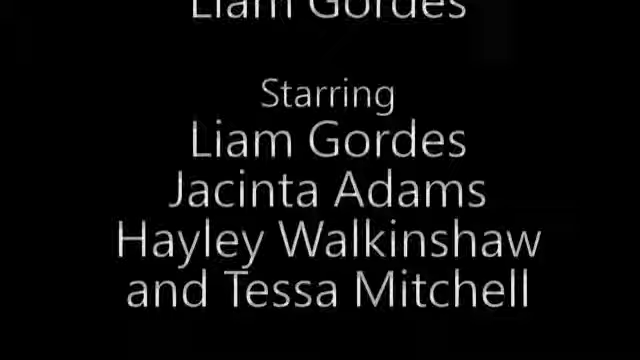 Liam Gordes
Starring
Liam Gordes
Jacinta Adams
Hayley Walkinshaw
and Tessa Mitchell